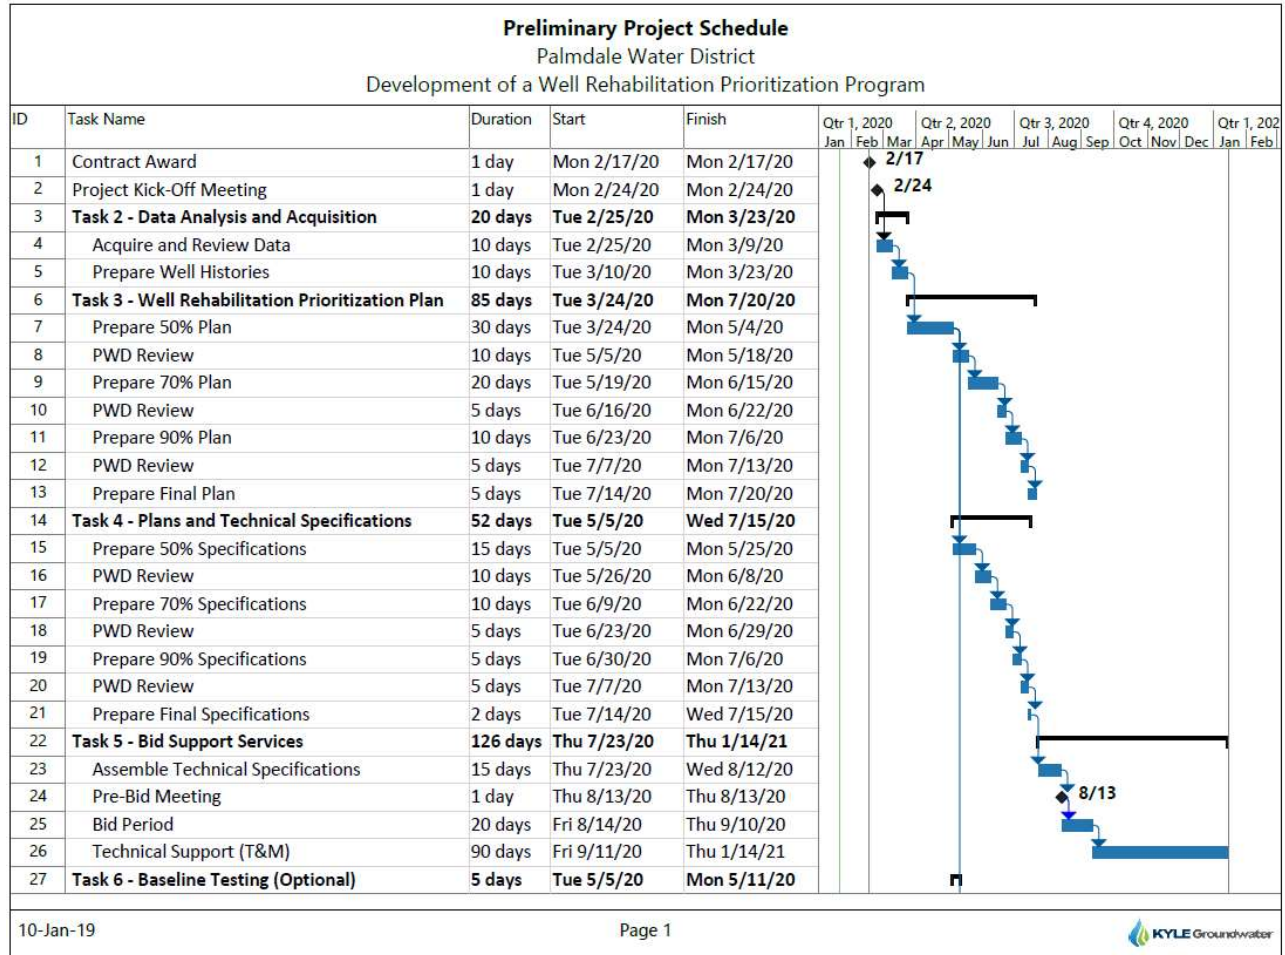 Preliminary Project Schedule
Palmdale Water District
Development of a Well Rehabilitation Prioritization Program
ID Task Name Duration Start Finish Qtr 1, 2020 Qtr 2, 2020 Qtr 3, 2020 Qtr 4, 2020 Qtr 1, 202
Jan Feb Mar Apr May Jun Jul Aug Sep Oct Nov Dec Jan Feb
1 Contract Award 1 day Mon 2/17/20 Mon 2/17/20 2/17
2 Project Kick-Off Meeting 1 day Mon 2/24/20 Mon 2/24/20 2/24
3 Task 2 - Data Analysis and Acquisition 20 days Tue 2/25/20 Mon 3/23/20
4 Acquire and Review Data 10 days Tue 2/25/20 Mon 3/9/20
5 Prepare Well Histories 10 days Tue 3/10/20 Mon 3/23/20
6 Task 3 - Well Rehabilitation Prioritization Plan 85 days Tue 3/24/20 Mon 7/20/20
7 Prepare 50% Plan 30 days Tue 3/24/20 Mon 5/4/20
8 PWD Review 10 days Tue 5/5/20 Mon 5/18/20
9 Prepare 70% Plan 20 days Tue 5/19/20 Mon 6/15/20
10 PWD Review 5 days Tue 6/16/20 Mon 6/22/20
11 Prepare 90% Plan 10 days Tue 6/23/20 Mon 7/6/20
12 PWD Review 5 days Tue 7/7/20 Mon 7/13/20
13 Prepare Final Plan 5 days Tue 7/14/20 Mon 7/20/20
14 Task 4 - Plans and Technical Specifications 52 days Tue 5/5/20 Wed 7/15/20
15 Prepare 50% Specifications 15 days Tue 5/5/20 Mon 5/25/20
16 PWD Review 10 days Tue 5/26/20 Mon 6/8/20
17 Prepare 70% Specifications 10 days Tue 6/9/20 Mon 6/22/20
18 PWD Review 5 days Tue 6/23/20 Mon 6/29/20
19 Prepare 90% Specifications 5 days Tue 6/30/20 Mon 7/6/20
20 PWD Review 5 days Tue 7/7/20 Mon 7/13/20
21 Prepare Final Specifications 2 days Tue 7/14/20 Wed 7/15/20
22 Task 5 - Bid Support Services 126 days Thu 7/23/20 Thu 1/14/21
23 Assemble Technical Specifications 15 days Thu 7/23/20 Wed 8/12/20
24 Pre-Bid Meeting 1 day Thu 8/13/20 Thu 8/13/20 8/13
25 Bid Period 20 days Fri 8/14/20 Thu 9/10/20
26 Technical Support (T&M) 90 days Fri 9/11/20 Thu 1/14/21
27 Task 6 - Baseline Testing (Optional) 5 days Tue 5/5/20 Mon 5/11/20
10-Jan-19 Page 1 KYLE Groundwater